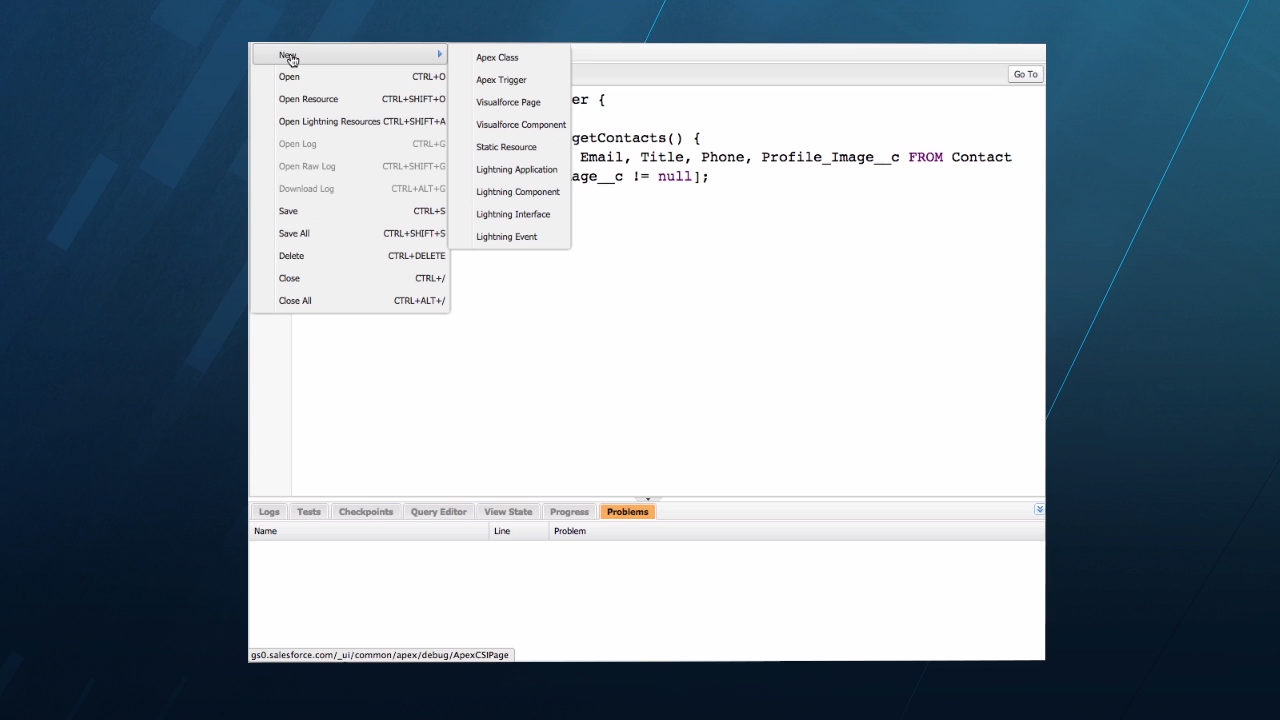 New
Open CTRL+O
Open Resource CTRL+SHIFT+O
Open Lightning Resources CTRL+SHIFT+A
Open Log CTRL+G
Open Raw Log CTRL+SHIFT+G
Download Log CTRL+ALT+G
Save CTRL+S
Save All CTRL+SHIFT+S
Delete CTRL+DELETE
Close CTRL+/
Close All CTRL+ALT+/
Apex Class
Apex Trigger
Visualforce Page
Visualforce Component
Static Resource
Lightning Application
Lightning Component
Lightning Interface
Lightning Event
Go To
er {
getContacts() {
Email, Title, Phone, Profile_Image__c FROM Contact
age__c != null];
Logs Tests Checkpoints Query Editor View State Progress Problems
Name Line Problem
gs0.salesforce.com/_ui/common/apex/debug/ApexCSIPage